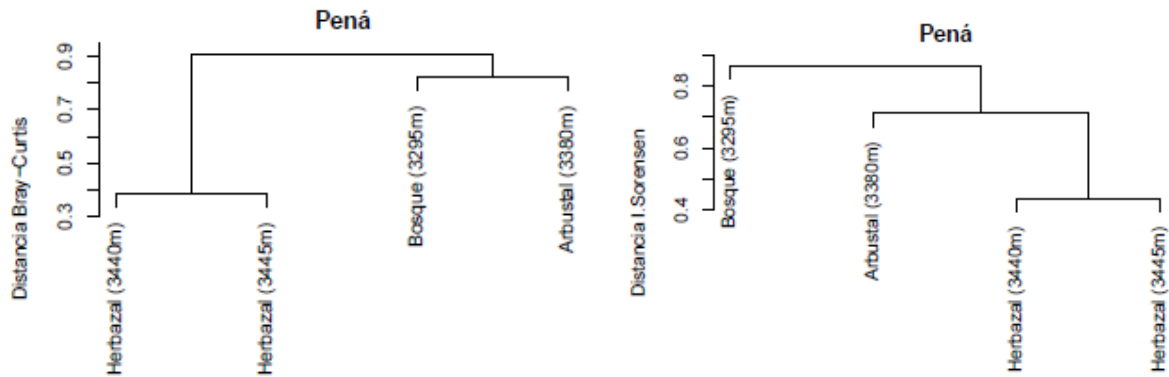 Pená
Distancia Bray-Curtis
0.3
0.5
0.7
0.9
Herbazal (3440m)
Herbazal (3445m)
Bosque (3295m)
Arbustal (3380m)
Pená
Distancia I.Sorensen
0.4
0.6
0.8
Bosque (3295m)
Arbustal (3380m)
Herbazal (3440m)
Herbazal (3445m)